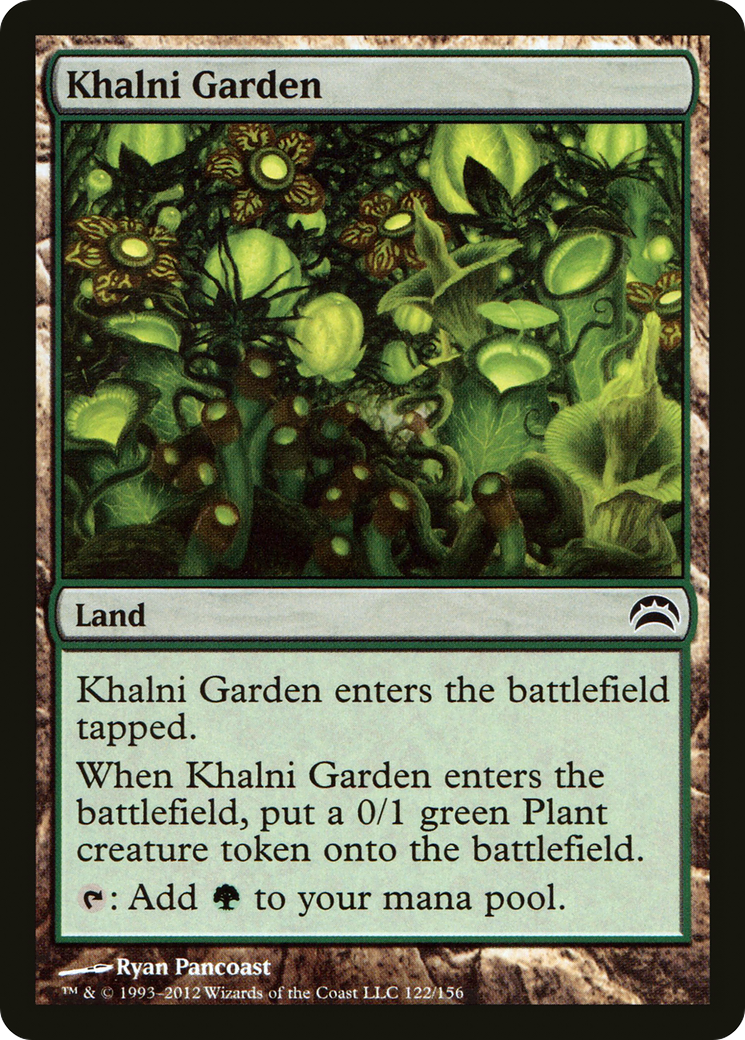 Khalni Garden
Land
Khalni Garden enters the battlefield
tapped.
When Khalni Garden enters the
battlefield, put a 0/1 green Plant
creature token onto the battlefield.
: Add to your mana pool.
Ryan Pancoast
™ & © 1993–2012 Wizards of the Coast LLC 122/156